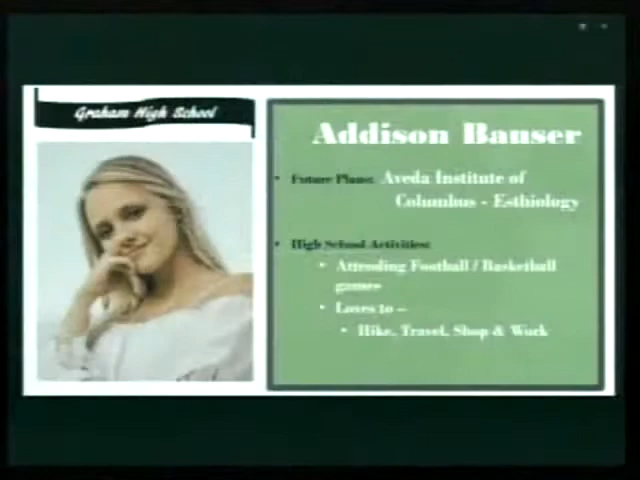 Graham High School
Addison Bauser
• Future Plans: Aveda Institute of
Columbus - Esthiology
• High School Activities:
• Attending Football / Basketball
games
• Loves to –
• Hike, Travel, Shop & Work